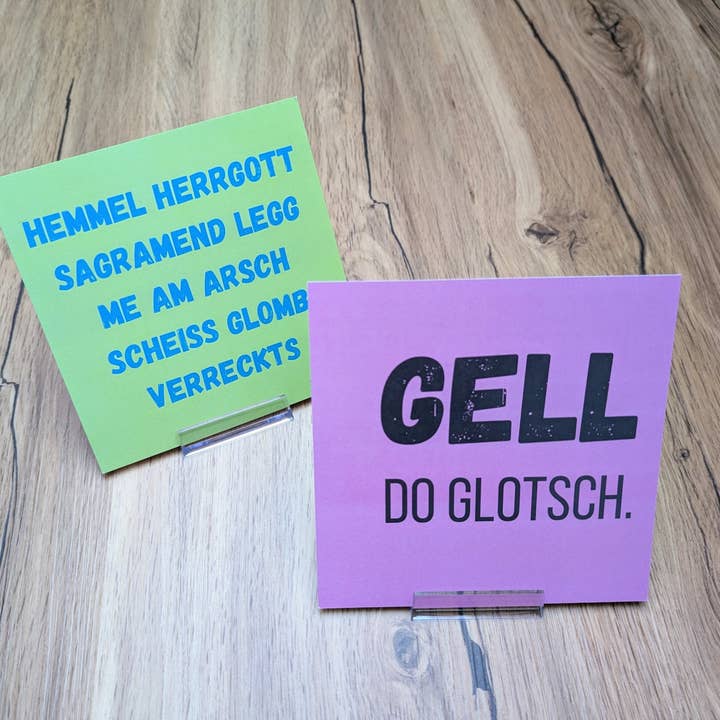 HEMMEL HERRGOTT
SAGRAMEND LEGG
ME AM ARSCH
SCHEISS GLOMB
VERRECKTS
GELL
DO GLOTSCH.